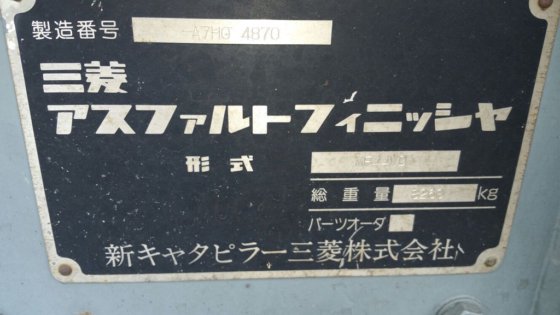 製造番号 A7H0 4870
三菱
アスファルトフィニッシャ
形式
総重量 kg
パーツオーダ
新キャタピラー三菱株式会社